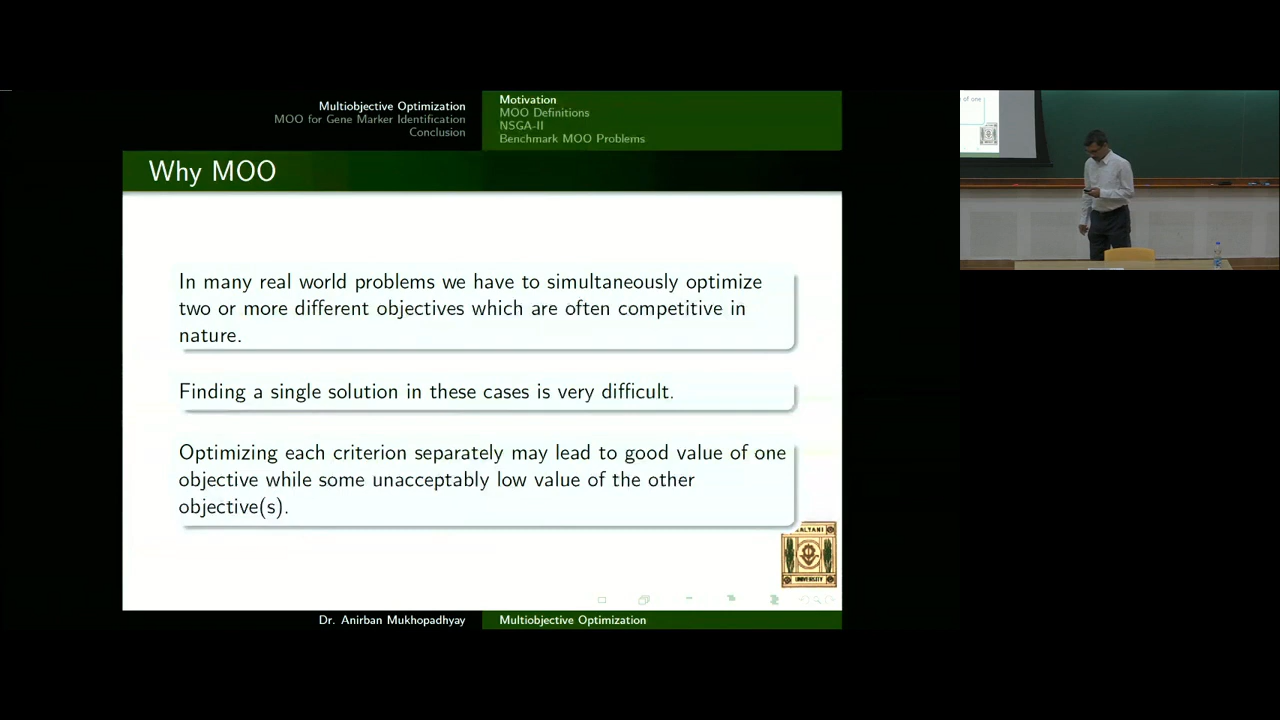 Multiobjective Optimization
MOO for Gene Marker Identification
Conclusion
Motivation
MOO Definitions
NSGA-II
Benchmark MOO Problems
Why MOO
In many real world problems we have to simultaneously optimize
two or more different objectives which are often competitive in
nature.
Finding a single solution in these cases is very difficult.
Optimizing each criterion separately may lead to good value of one
objective while some unacceptably low value of the other
objective(s).
UNIVERSITY
Dr. Anirban Mukhopadhyay
Multiobjective Optimization
of one